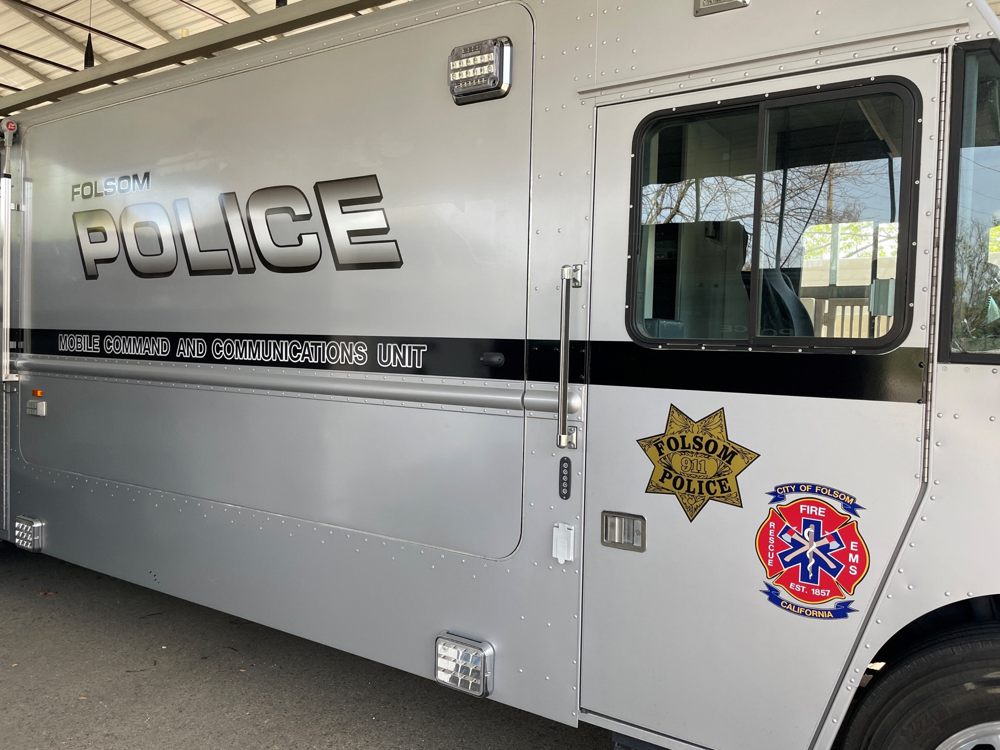 FOLSOM
POLICE
MOBILE COMMAND AND COMMUNICATIONS UNIT
FOLSOM
911
POLICE
CITY OF FOLSOM
FIRE
RESCUE
EMS
EST. 1857
CALIFORNIA